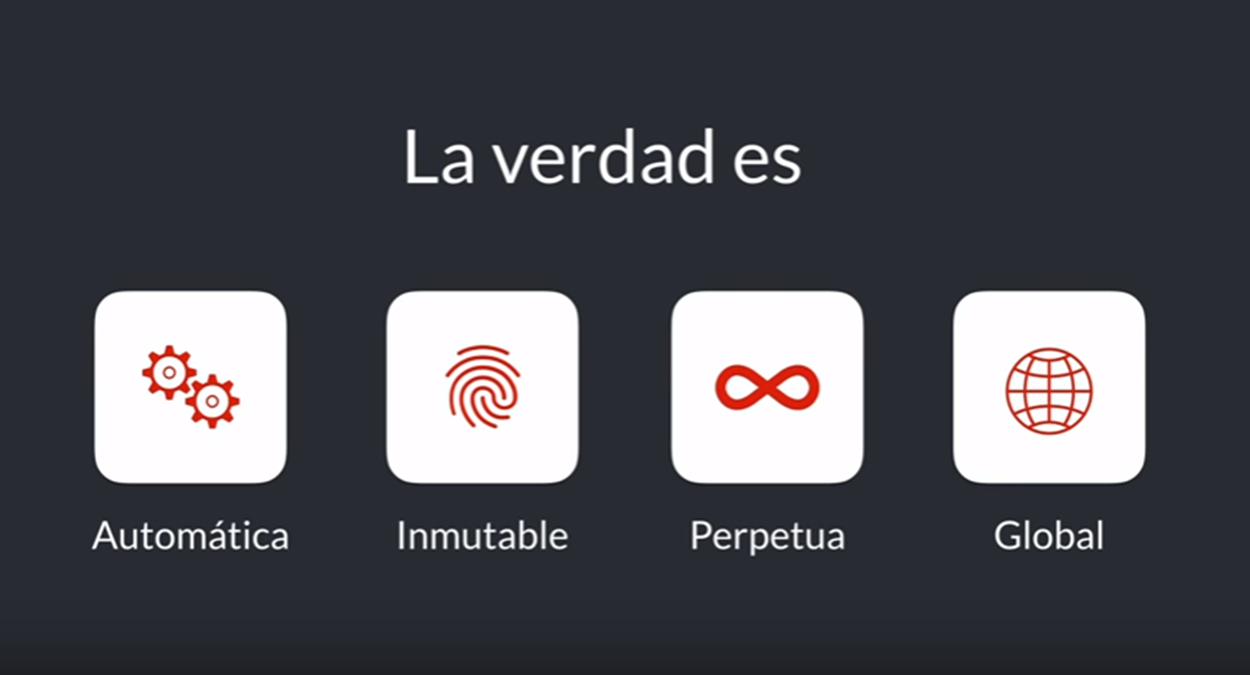 La verdad es
Automática
Inmutable
Perpetua
Global